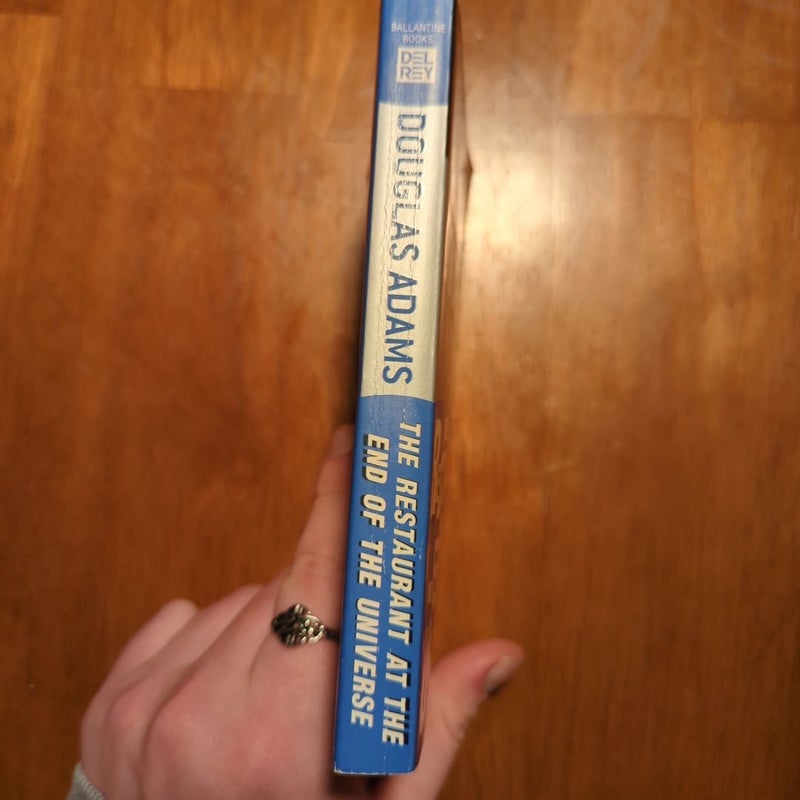 BALLANTINE
BOOKS
DEL
REY
DOUGLAS ADAMS
THE RESTAURANT AT THE
END OF THE UNIVERSE